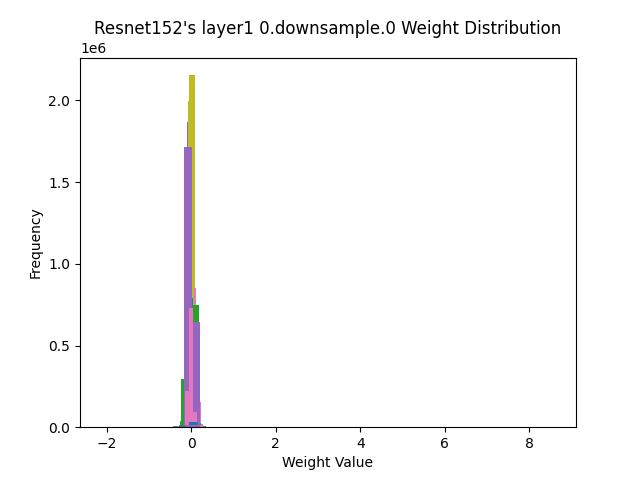 Resnet152's layer1 0.downsample.0 Weight Distribution
1e6
2.0
1.5
1.0
0.5
0.0
Frequency
−2 0 2 4 6 8
Weight Value